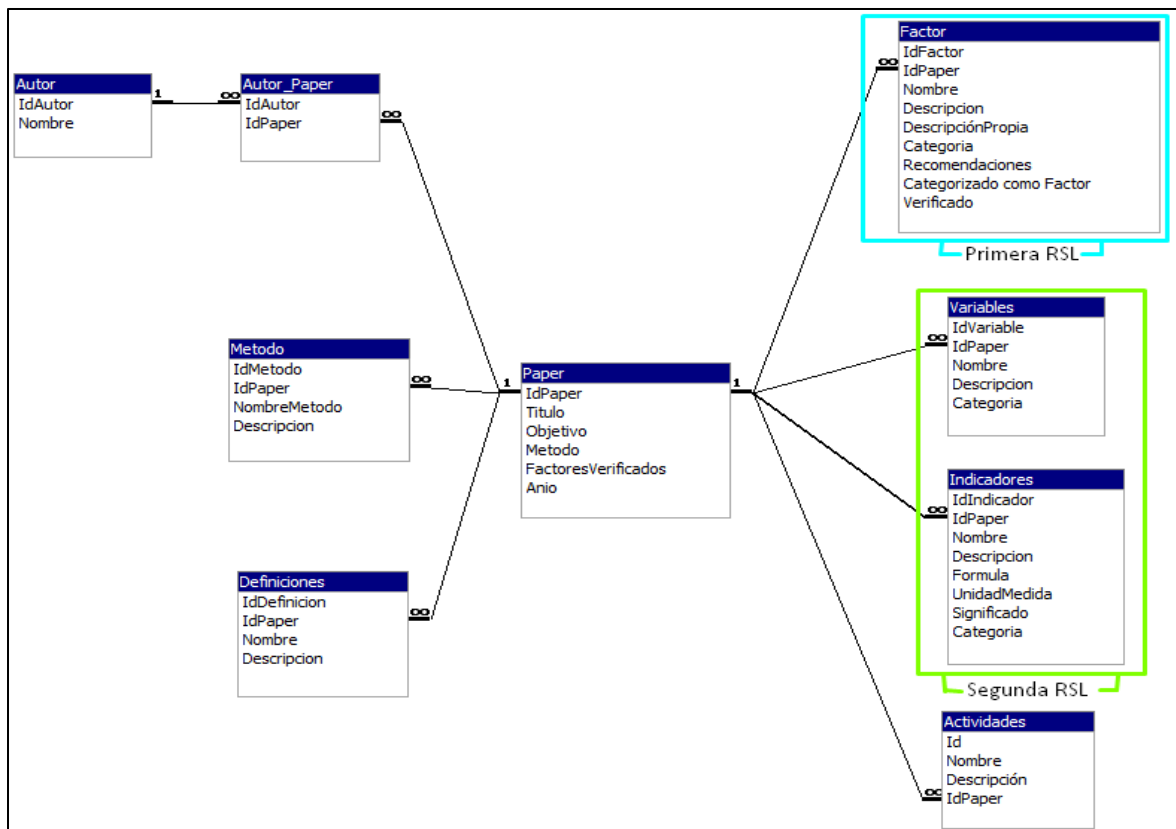 Autor
IdAutor
Nombre
1
∞
Autor_Paper
IdAutor
IdPaper
∞
Metodo
IdMetodo
IdPaper
NombreMetodo
Descripcion
∞
Definiciones
IdDefinicion
IdPaper
Nombre
Descripcion
∞
1
Paper
IdPaper
Titulo
Objetivo
Metodo
FactoresVerificados
Anio
1
∞
Factor
IdFactor
IdPaper
Nombre
Descripcion
DescripciónPropia
Categoria
Recomendaciones
Categorizado como Factor
Verificado
Primera RSL
∞
Variables
IdVariable
IdPaper
Nombre
Descripcion
Categoria
∞
Indicadores
IdIndicador
IdPaper
Nombre
Descripcion
Formula
UnidadMedida
Significado
Categoria
Segunda RSL
∞
Actividades
Id
Nombre
Descripción
IdPaper